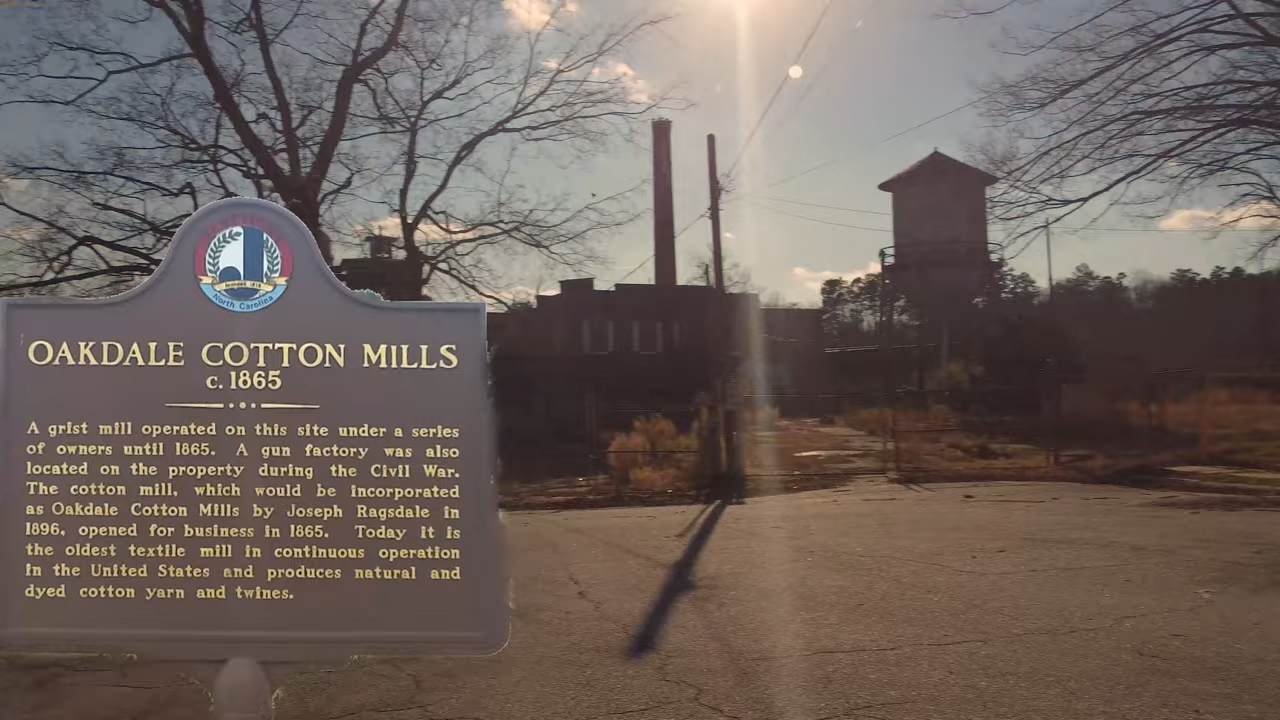 North Carolina
OAKDALE COTTON MILLS
c. 1865
A grist mill operated on this site under a series
of owners until 1865. A gun factory was also
located on the property during the Civil War.
The cotton mill, which would be incorporated
as Oakdale Cotton Mills by Joseph Ragsdale in
1896, opened for business in 1865. Today it is
the oldest textile mill in continuous operation
in the United States and produces natural and
dyed cotton yarn and twines.